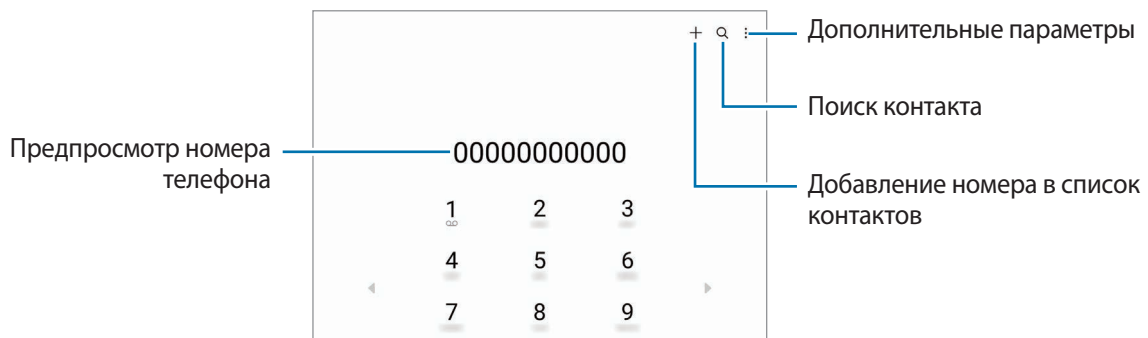 Дополнительные параметры
Поиск контакта
Предпросмотр номера
телефона
00000000000
Добавление номера в список
контактов
1 2 3
4 5 6
7 8 9